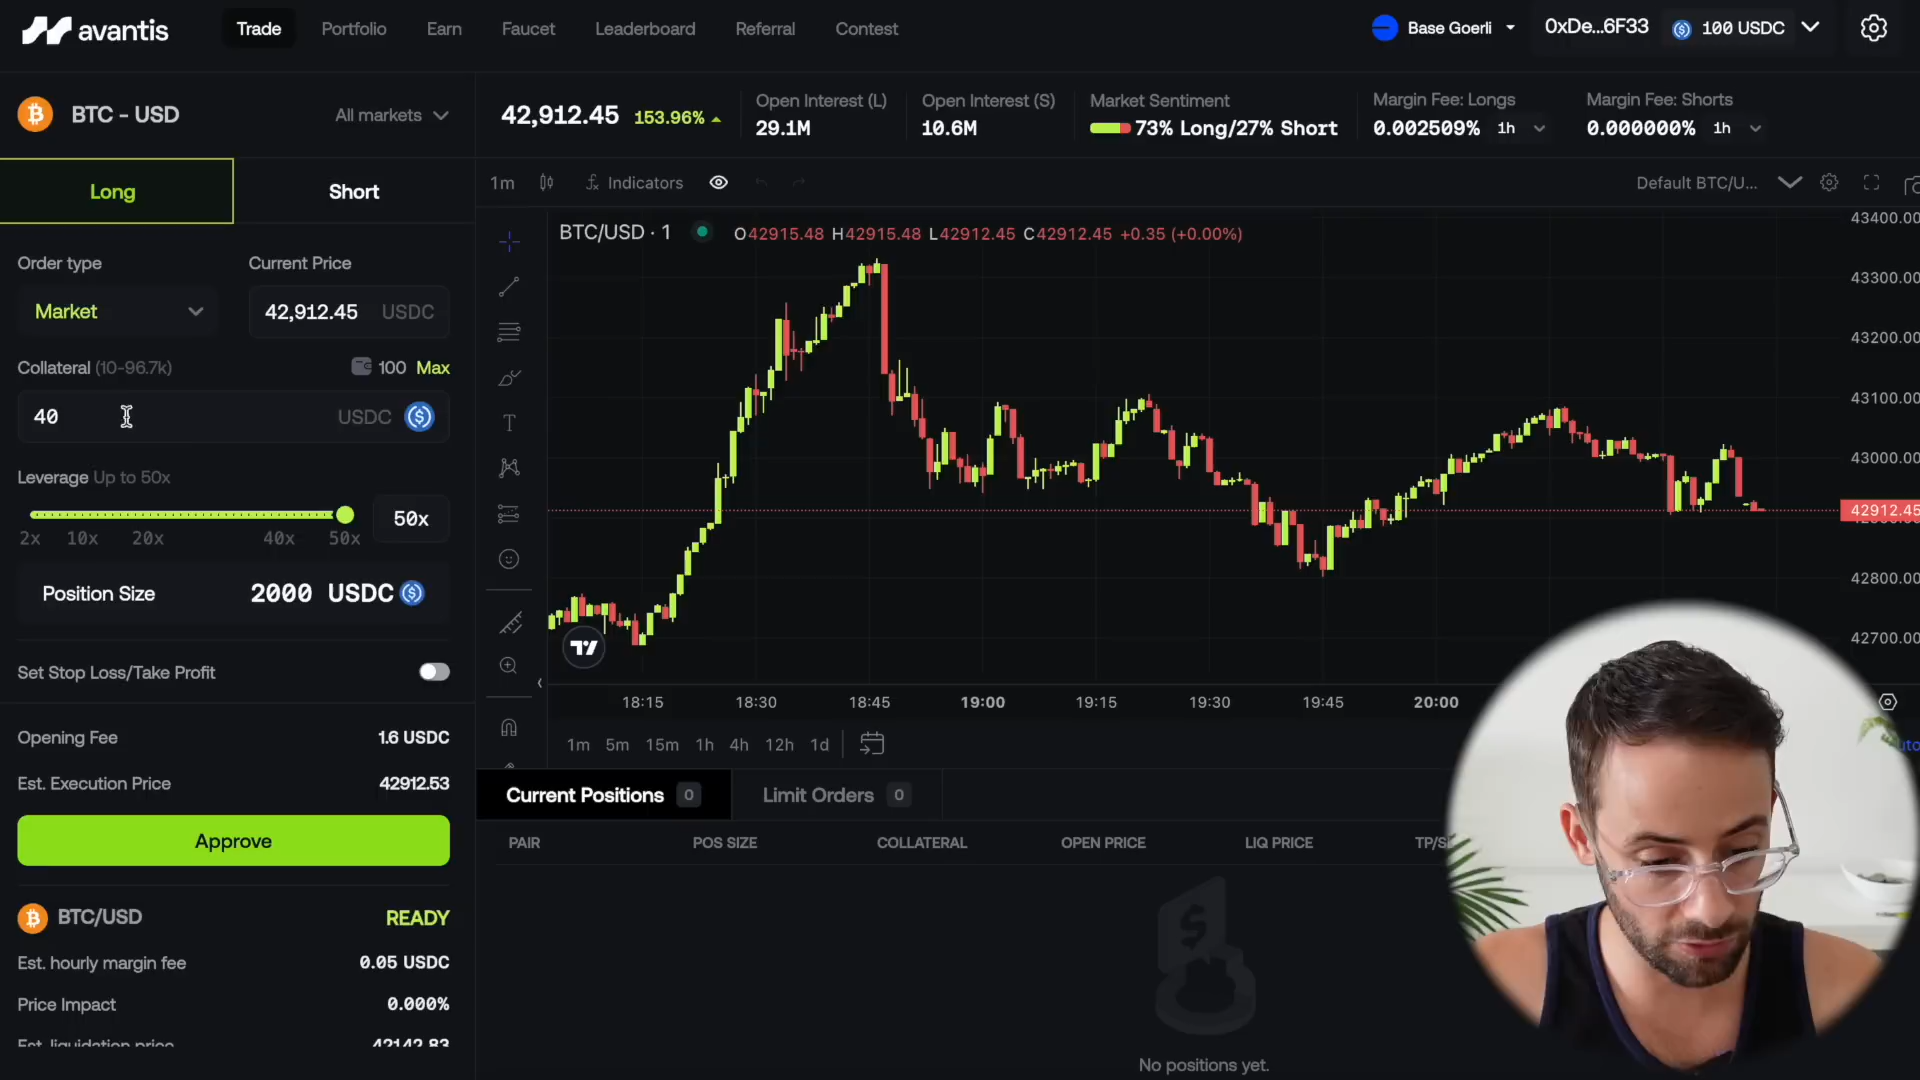 avantis
Trade
Portfolio
Earn
Faucet
Leaderboard
Referral
Contest
Base Goerli
0xDe...6F33
100 USDC
BTC - USD
All markets
42,912.45
153.96%
Open Interest (L)
29.1M
Open Interest (S)
10.6M
Market Sentiment
73% Long/27% Short
Margin Fee: Longs
0.002509% 1h
Margin Fee: Shorts
0.000000% 1h
Long
Short
1m
Indicators
Default BTC/U...
BTC/USD · 1
O42915.48 H42915.48 L42912.45 C42912.45 +0.35 (+0.00%)
Order type
Current Price
Market
42,912.45 USDC
Collateral (10-96.7k)
100 Max
40
USDC
Leverage Up to 50x
50x
2x 10x 20x 40x 50x
Position Size
2000 USDC
Set Stop Loss/Take Profit
Opening Fee
1.6 USDC
Est. Execution Price
42912.53
Approve
BTC/USD
READY
Est. hourly margin fee
0.05 USDC
Price Impact
0.000%
Est. liquidation price
42142.83
43400.00
43300.00
43200.00
43100.00
43000.00
42912.45
42800.00
42700.00
18:15 18:30 18:45 19:00 19:15 19:30 19:45 20:00
1m 5m 15m 1h 4h 12h 1d
Current Positions 0
Limit Orders 0
PAIR
POS SIZE
COLLATERAL
OPEN PRICE
LIQ PRICE
No positions yet.